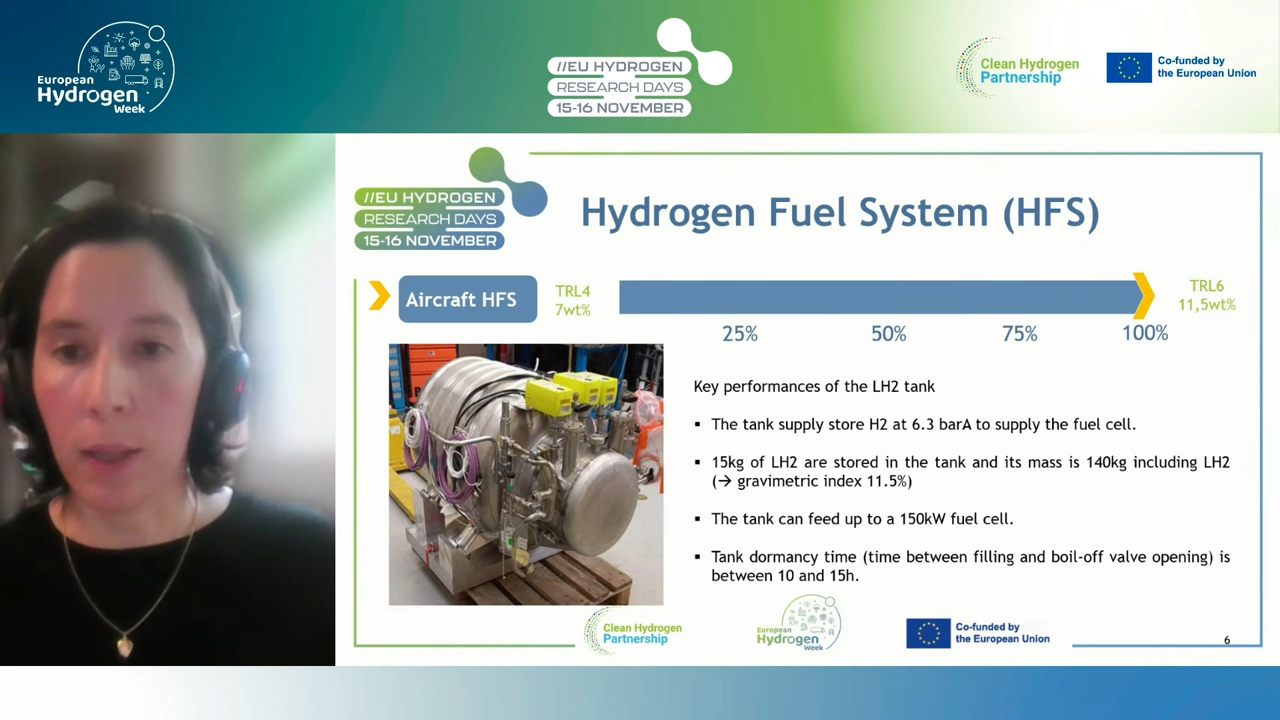 European
Hydrogen
Week
//EU HYDROGEN
RESEARCH DAYS
15-16 NOVEMBER
Clean Hydrogen
Partnership
Co-funded by
the European Union
//EU HYDROGEN
RESEARCH DAYS
15-16 NOVEMBER
Hydrogen Fuel System (HFS)
Aircraft HFS
TRL4
7wt%
TRL6
11,5wt%
25%
50%
75%
100%
Key performances of the LH2 tank
▪ The tank supply store H2 at 6.3 barA to supply the fuel cell.
▪ 15kg of LH2 are stored in the tank and its mass is 140kg including LH2
(→ gravimetric index 11.5%)
▪ The tank can feed up to a 150kW fuel cell.
▪ Tank dormancy time (time between filling and boil-off valve opening) is
between 10 and 15h.
Clean Hydrogen
Partnership
European
Hydrogen
Week
Co-funded by
the European Union
6